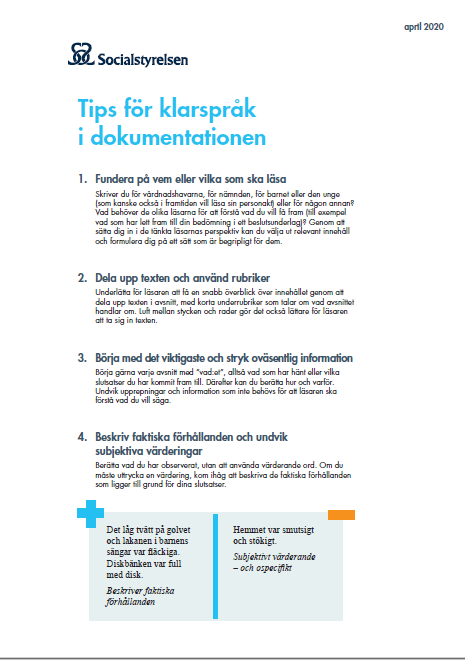 april 2020
Socialstyrelsen
Tips för klarspråk
i dokumentationen
1. Fundera på vem eller vilka som ska läsa
Skriver du för vårdnadshavarna, för nämnden, för barnet eller den unge
(som kanske också i framtiden vill läsa sin personakt) eller för någon annan?
Vad behöver de olika läsarna för att förstå vad du vill få fram (till exempel
vad som har lett fram till din bedömning i ett beslutsunderlag)? Genom att
sätta dig in i de tänkta läsarnas perspektiv kan du välja ut relevant innehåll
och formulera dig på ett sätt som är begripligt för dem.
2. Dela upp texten och använd rubriker
Underlätta för läsaren att få en snabb överblick över innehållet genom att
dela upp texten i avsnitt, med korta underrubriker som talar om vad avsnittet
handlar om. Luft mellan stycken och rader gör det också lättare för läsaren
att ta sig in i texten.
3. Börja med det viktigaste och stryk oväsentlig information
Börja gärna varje avsnitt med ”vad:et”, alltså vad som har hänt eller vilka
slutsatser du har kommit fram till. Därefter kan du berätta hur och varför.
Undvik upprepningar och information som inte behövs för att läsaren ska
förstå vad du vill säga.
4. Beskriv faktiska förhållanden och undvik
subjektiva värderingar
Berätta vad du har observerat, utan att använda värderande ord. Om du
måste uttrycka en värdering, kom ihåg att beskriva de faktiska förhållanden
som ligger till grund för dina slutsatser.
Det låg tvätt på golvet
och lakanen i barnens
sängar var fläckiga.
Diskbänken var full
med disk.
Beskriver faktiska
förhållanden
Hemmet var smutsigt
och stökigt.
Subjektivt värderande
– och ospecifikt